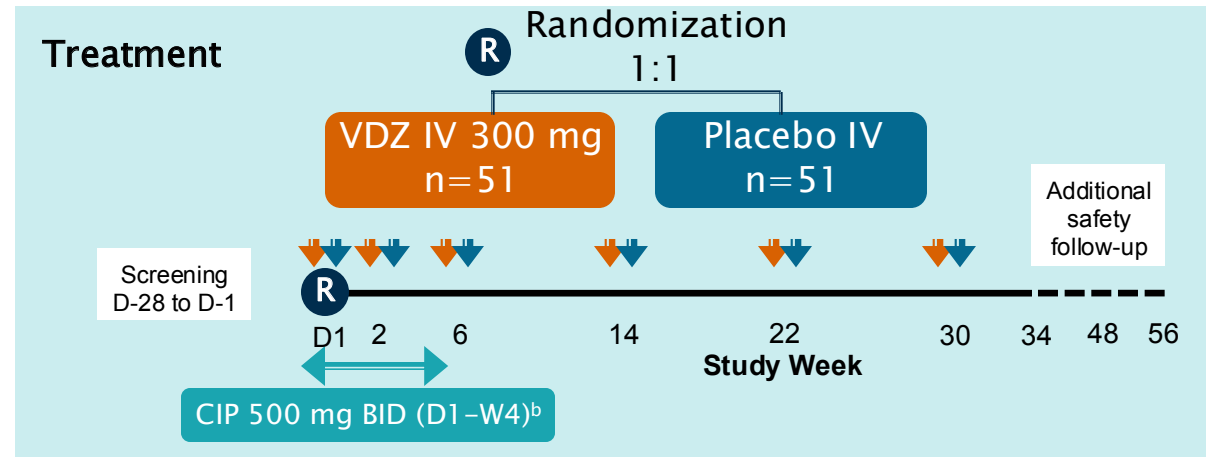 Treatment
R
Randomization
1:1
VDZ IV 300 mg
n=51
Placebo IV
n=51
Additional
safety
follow-up
Screening
D-28 to D-1
R
D1 2 6 14 22 30 34 48 56
Study Week
CIP 500 mg BID (D1–W4)ᵇ